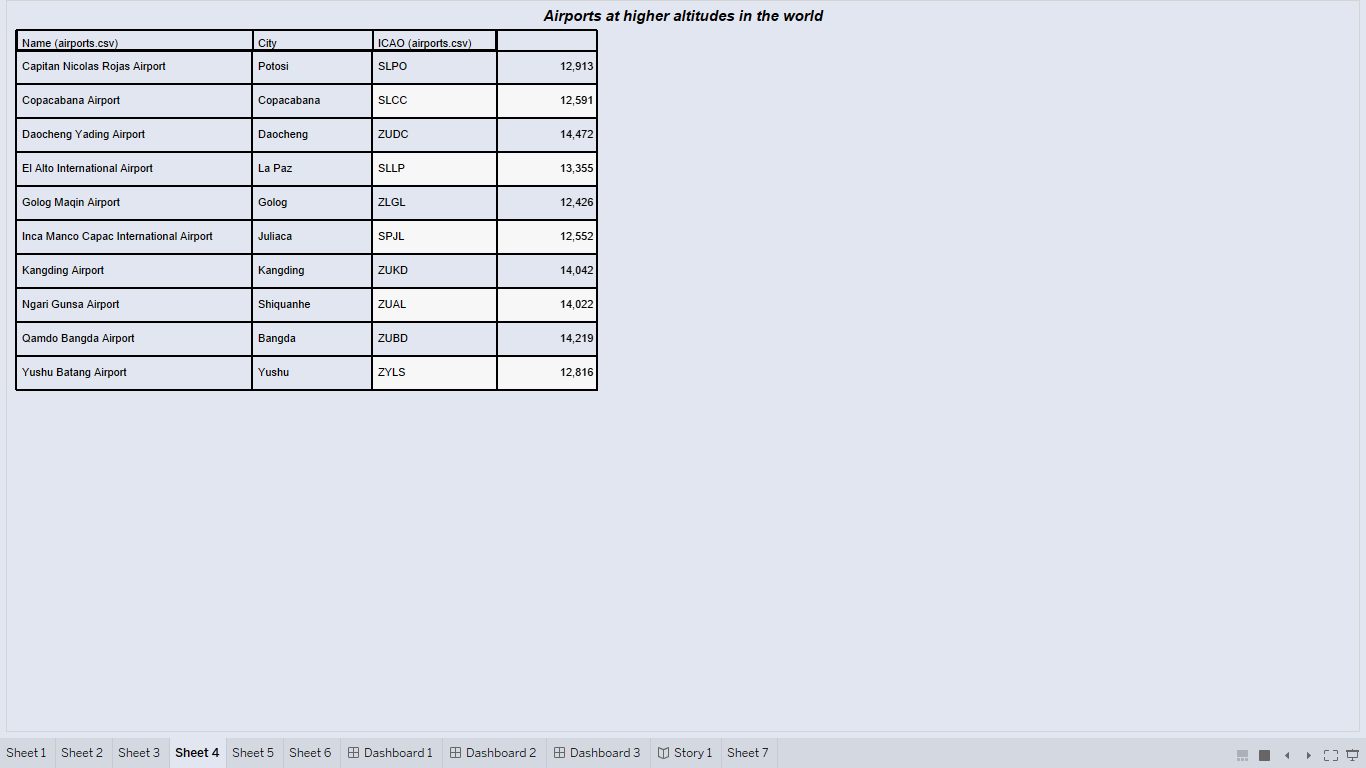 Airports at higher altitudes in the world
Name (airports.csv) City ICAO (airports.csv)
Capitan Nicolas Rojas Airport Potosi SLPO 12,913
Copacabana Airport Copacabana SLCC 12,591
Daocheng Yading Airport Daocheng ZUDC 14,472
El Alto International Airport La Paz SLLP 13,355
Golog Maqin Airport Golog ZLGL 12,426
Inca Manco Capac International Airport Juliaca SPJL 12,552
Kangding Airport Kangding ZUKD 14,042
Ngari Gunsa Airport Shiquanhe ZUAL 14,022
Qamdo Bangda Airport Bangda ZUBD 14,219
Yushu Batang Airport Yushu ZYLS 12,816
Sheet 1 Sheet 2 Sheet 3 Sheet 4 Sheet 5 Sheet 6 Dashboard 1 Dashboard 2 Dashboard 3 Story 1 Sheet 7